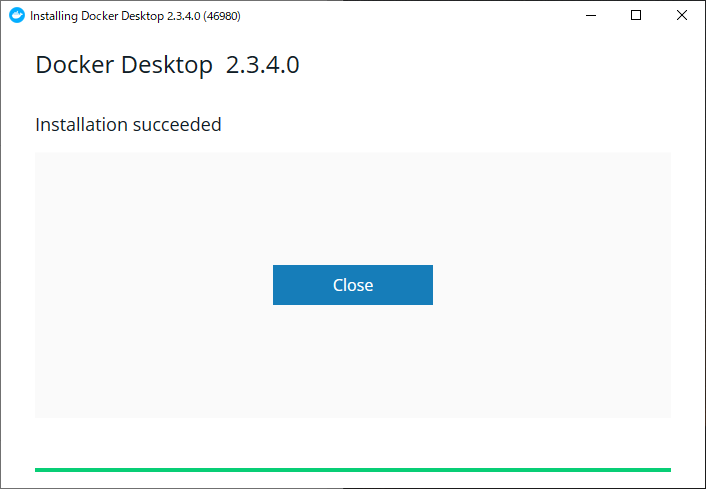 Installing Docker Desktop 2.3.4.0 (46980)
Docker Desktop 2.3.4.0
Installation succeeded
Close